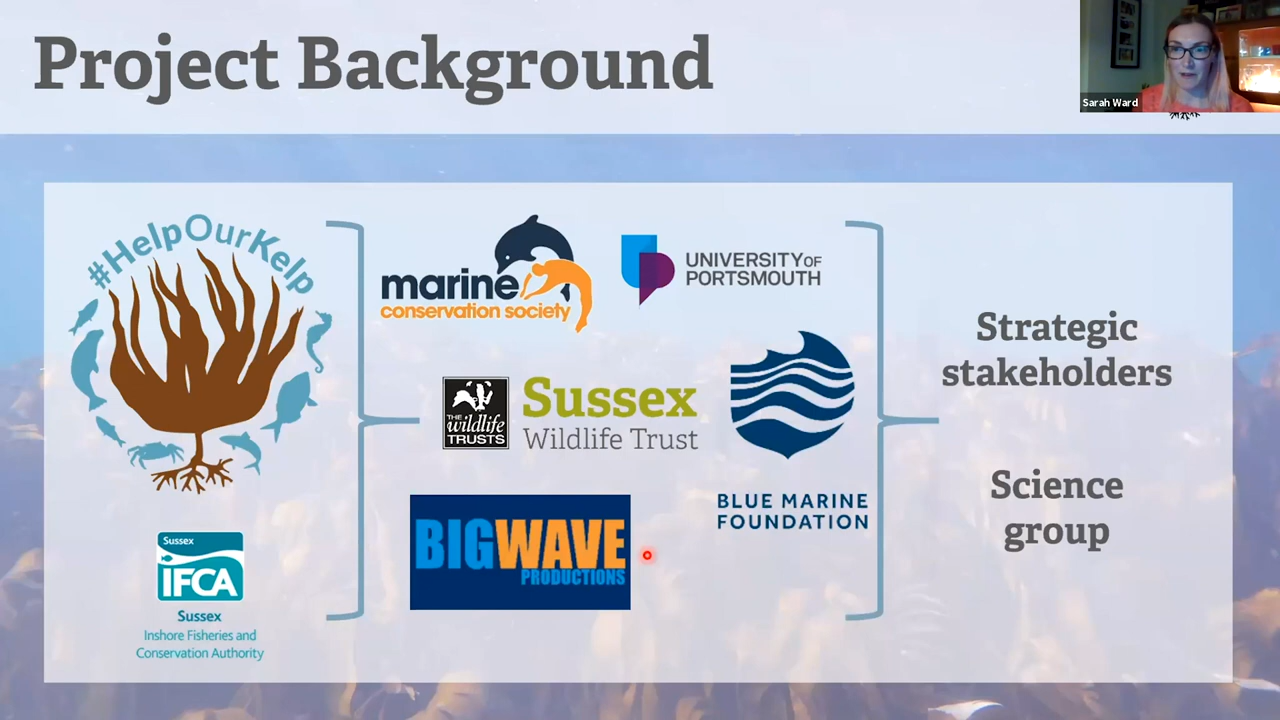 Project Background
Sarah Ward
#HelpOurKelp
marine
conservation society
UNIVERSITY OF
PORTSMOUTH
THE
wildlife
TRUSTS
Sussex
Wildlife Trust
BLUE MARINE
FOUNDATION
BIGWAVE
PRODUCTIONS
Sussex
IFCA
Sussex
Inshore Fisheries and
Conservation Authority
Strategic
stakeholders
Science
group